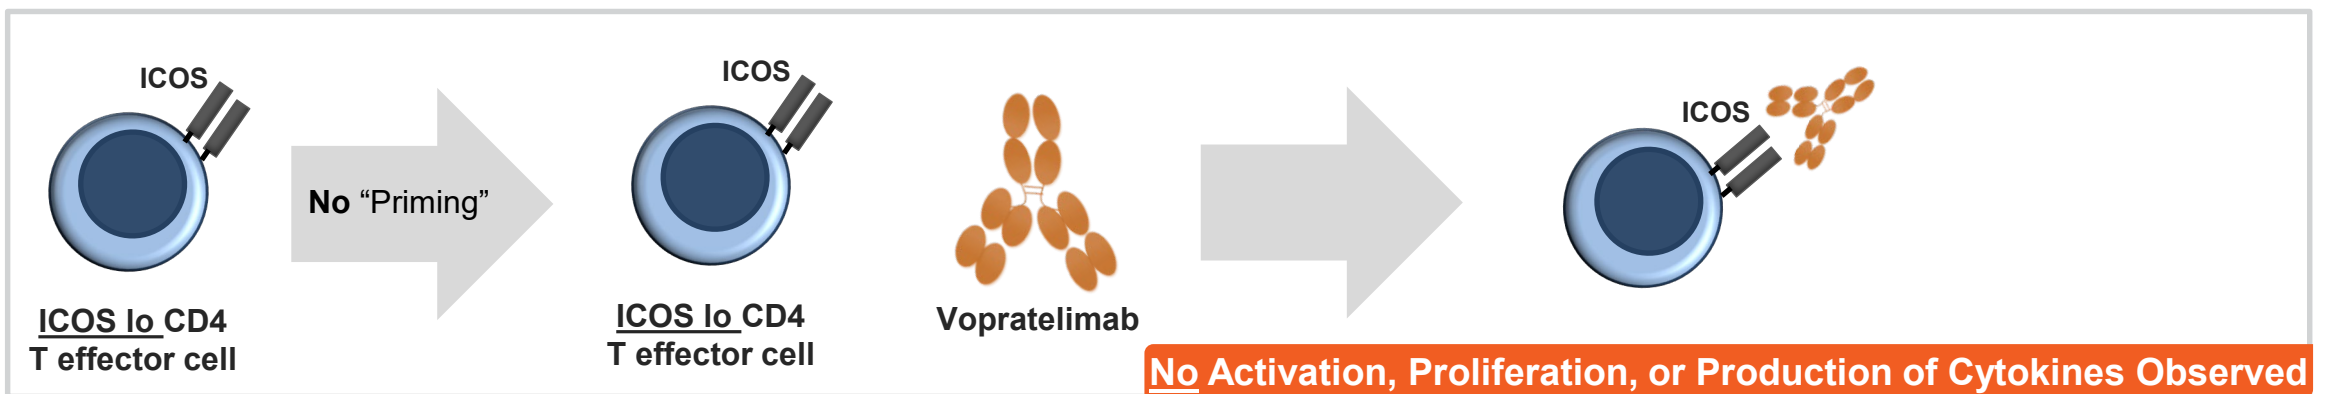 ICOS
ICOS lo CD4
T effector cell
No “Priming”
ICOS
ICOS lo CD4
T effector cell
Vopratelimab
ICOS
No Activation, Proliferation, or Production of Cytokines Observed